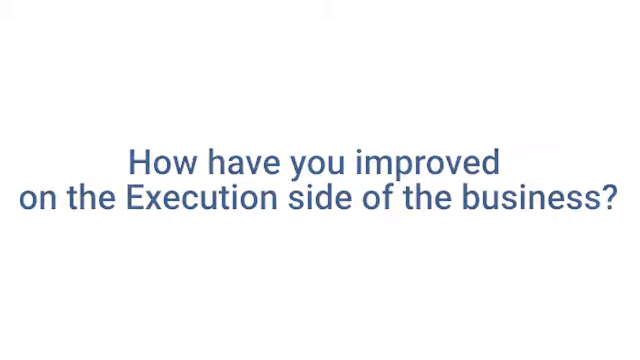 How have you improved
on the Execution side of the business?